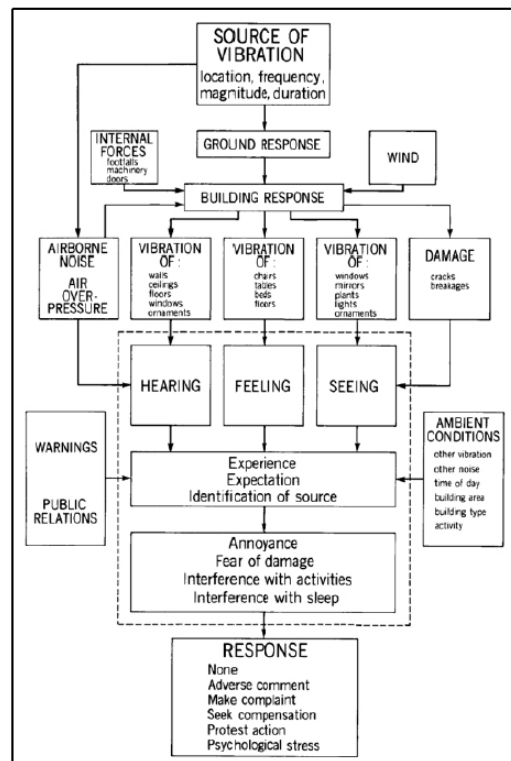 SOURCE OF
VIBRATION
location, frequency,
magnitude, duration
INTERNAL
FORCES
footfalls
machinery
doors
GROUND RESPONSE
WIND
BUILDING RESPONSE
AIRBORNE
NOISE
AIR
OVER-
PRESSURE
VIBRATION
OF :
walls
ceilings
floors
windows
ornaments
VIBRATION
OF :
chairs
tables
beds
floors
VIBRATION
OF :
windows
mirrors
plants
lights
ornaments
DAMAGE
cracks
breakages
HEARING
FEELING
SEEING
WARNINGS
PUBLIC
RELATIONS
Experience
Expectation
Identification of source
AMBIENT
CONDITIONS
other vibration
other noise
time of day
building area
building type
activity
Annoyance
Fear of damage
Interference with activities
Interference with sleep
RESPONSE
None
Adverse comment
Make complaint
Seek compensation
Protest action
Psychological stress